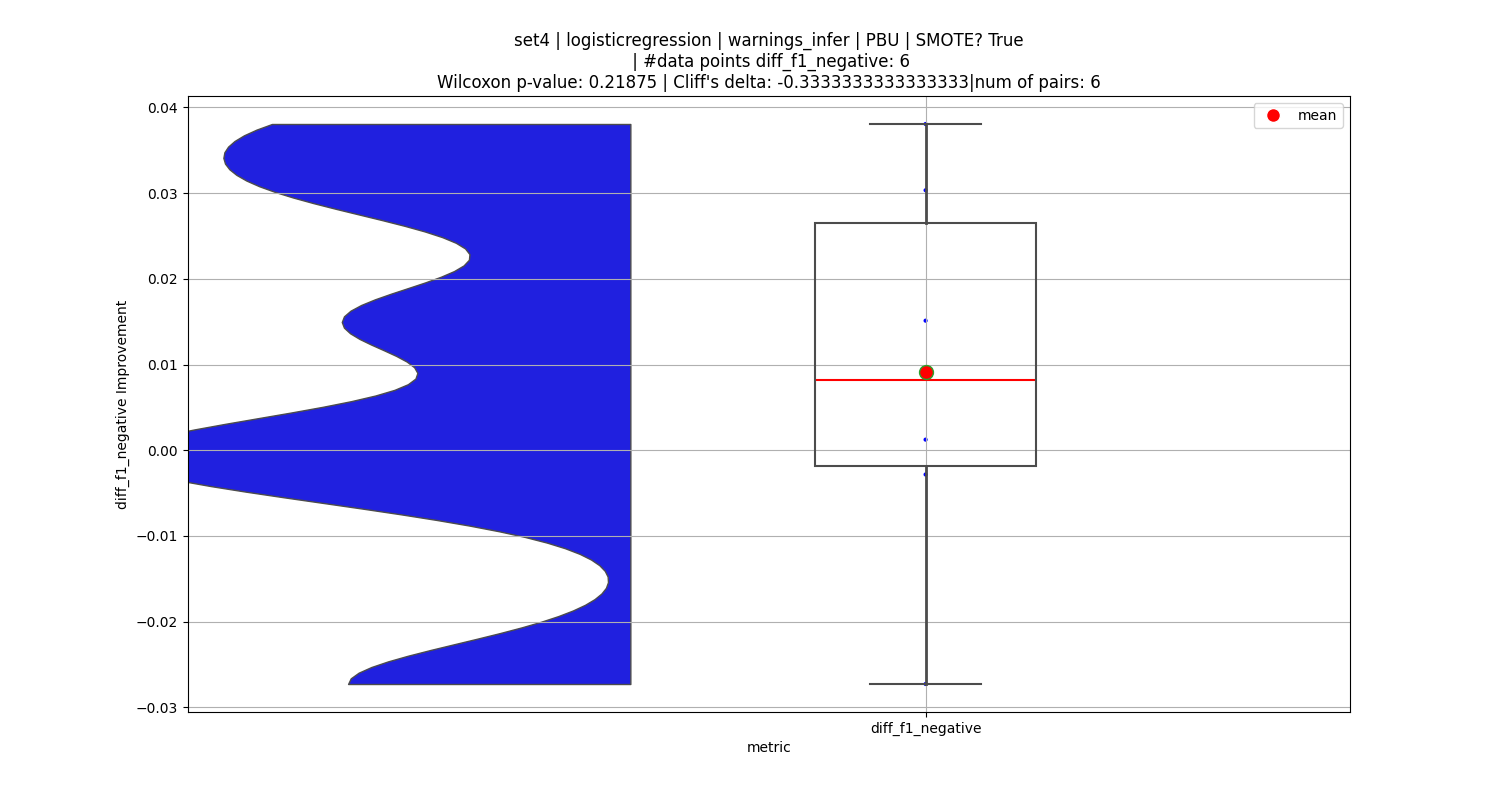 set4 | logisticregression | warnings_infer | PBU | SMOTE? True
| #data points diff_f1_negative: 6
Wilcoxon p-value: 0.21875 | Cliff's delta: -0.3333333333333333|num of pairs: 6
mean
0.04
0.03
0.02
0.01
0.00
−0.01
−0.02
−0.03
diff_f1_negative Improvement
diff_f1_negative
metric